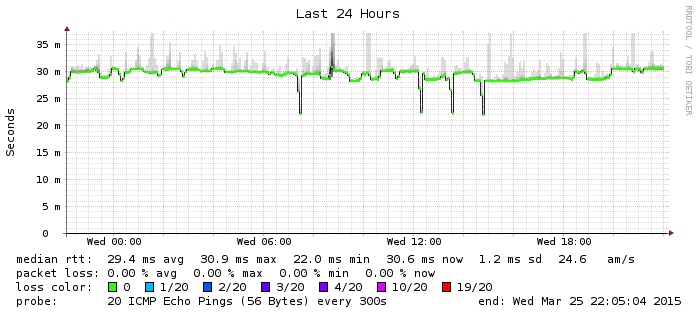 Last 24 Hours
RRDTOOL / TOBI OETIKER
Seconds
35 m
30 m
25 m
20 m
15 m
10 m
5 m
0
Wed 00:00 Wed 06:00 Wed 12:00 Wed 18:00
median rtt: 29.4 ms avg 30.9 ms max 22.0 ms min 30.6 ms now 1.2 ms sd 24.6 am/s
packet loss: 0.00 % avg 0.00 % max 0.00 % min 0.00 % now
loss color: 0 1/20 2/20 3/20 4/20 10/20 19/20
probe: 20 ICMP Echo Pings (56 Bytes) every 300s end: Wed Mar 25 22:05:04 2015